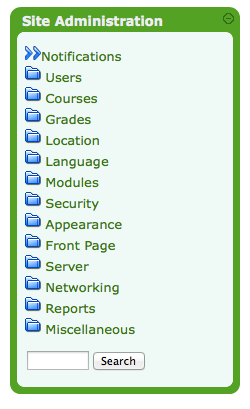 Site Administration
Notifications
Users
Courses
Grades
Location
Language
Modules
Security
Appearance
Front Page
Server
Networking
Reports
Miscellaneous
Search